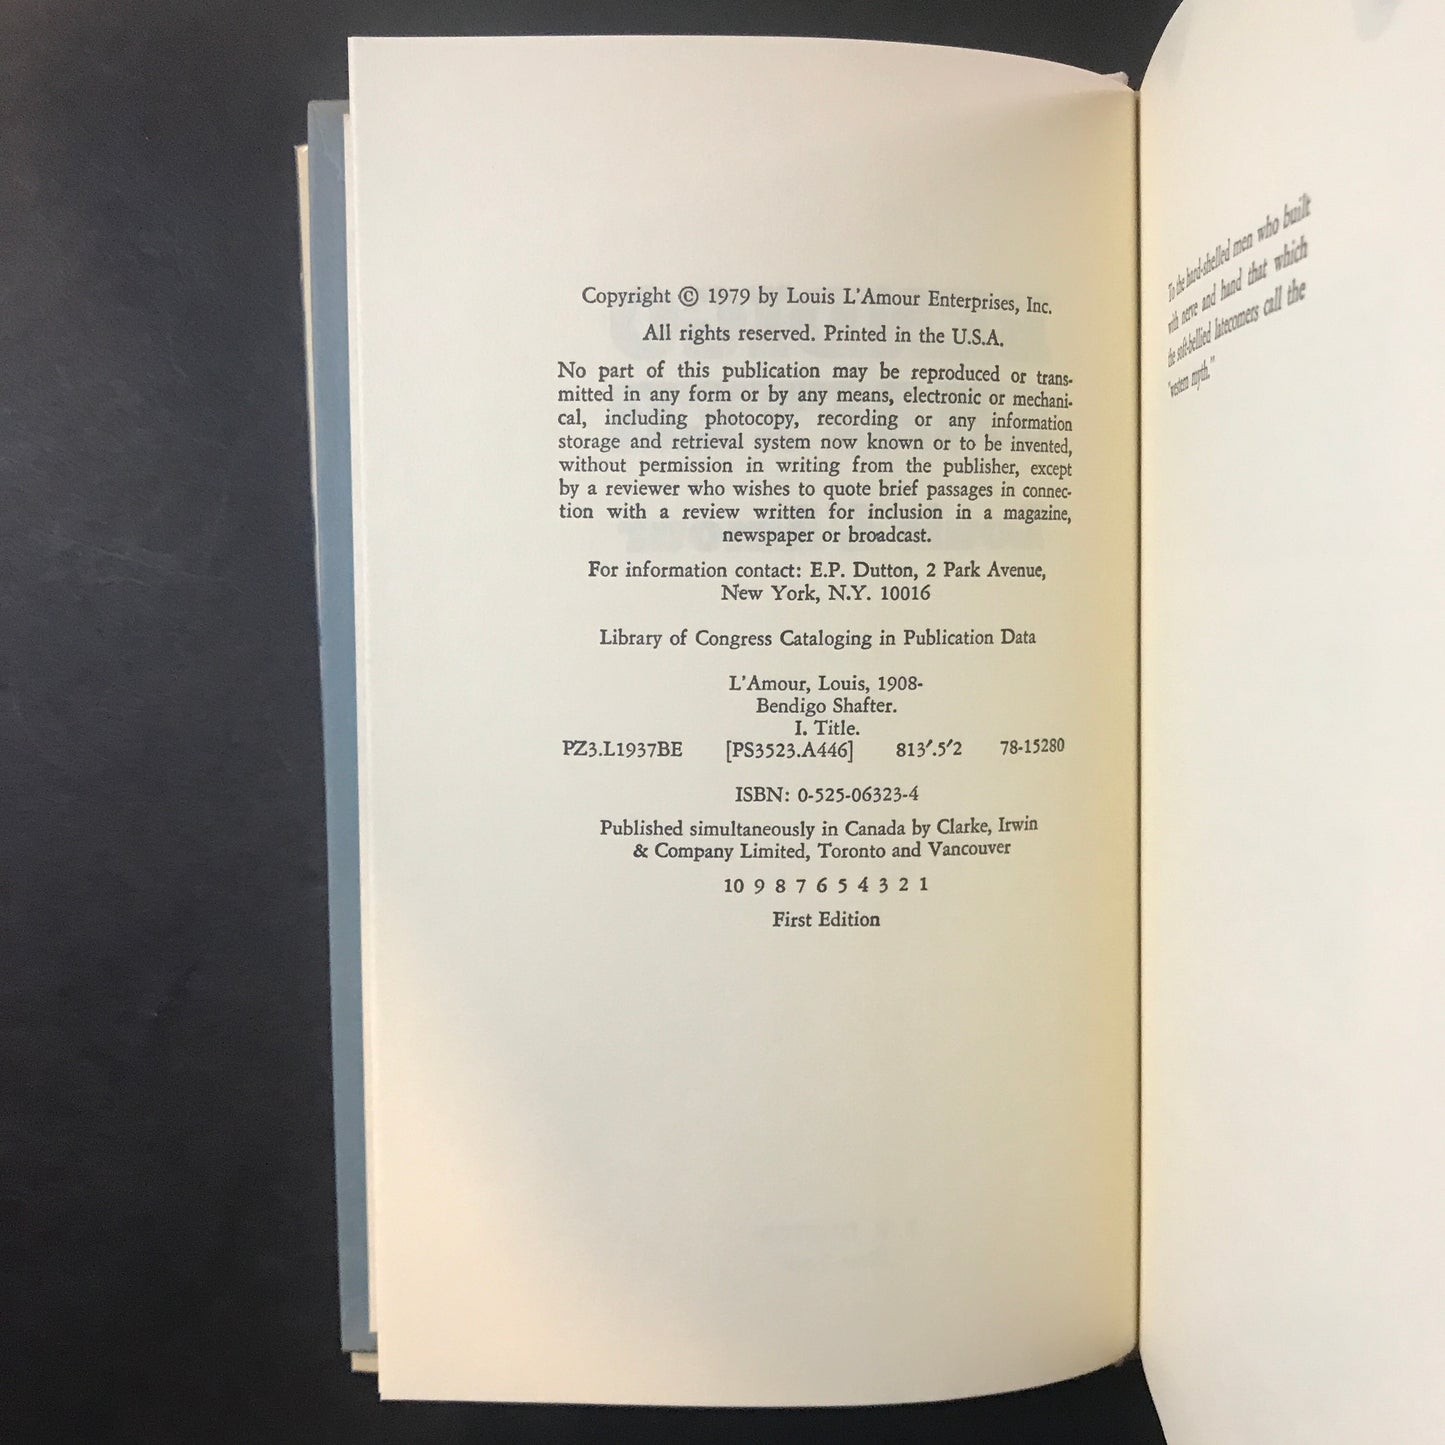 Copyright © 1979 by Louis L'Amour Enterprises, Inc.
All rights reserved. Printed in the U.S.A.
No part of this publication may be reproduced or trans-
mitted in any form or by any means, electronic or mechani-
cal, including photocopy, recording or any information
storage and retrieval system now known or to be invented,
without permission in writing from the publisher, except
by a reviewer who wishes to quote brief passages in connec-
tion with a review written for inclusion in a magazine,
newspaper or broadcast.
For information contact: E.P. Dutton, 2 Park Avenue,
New York, N.Y. 10016
Library of Congress Cataloging in Publication Data
L'Amour, Louis, 1908-
Bendigo Shafter.
I. Title.
PZ3.L1937BE [PS3523.A446] 813′.5′2 78-15280
ISBN: 0-525-06323-4
Published simultaneously in Canada by Clarke, Irwin
& Company Limited, Toronto and Vancouver
10 9 8 7 6 5 4 3 2 1
First Edition
To the hard-shelled men who built
with nerve and hand that which
the soft-bellied latecomers call the
"western myth."